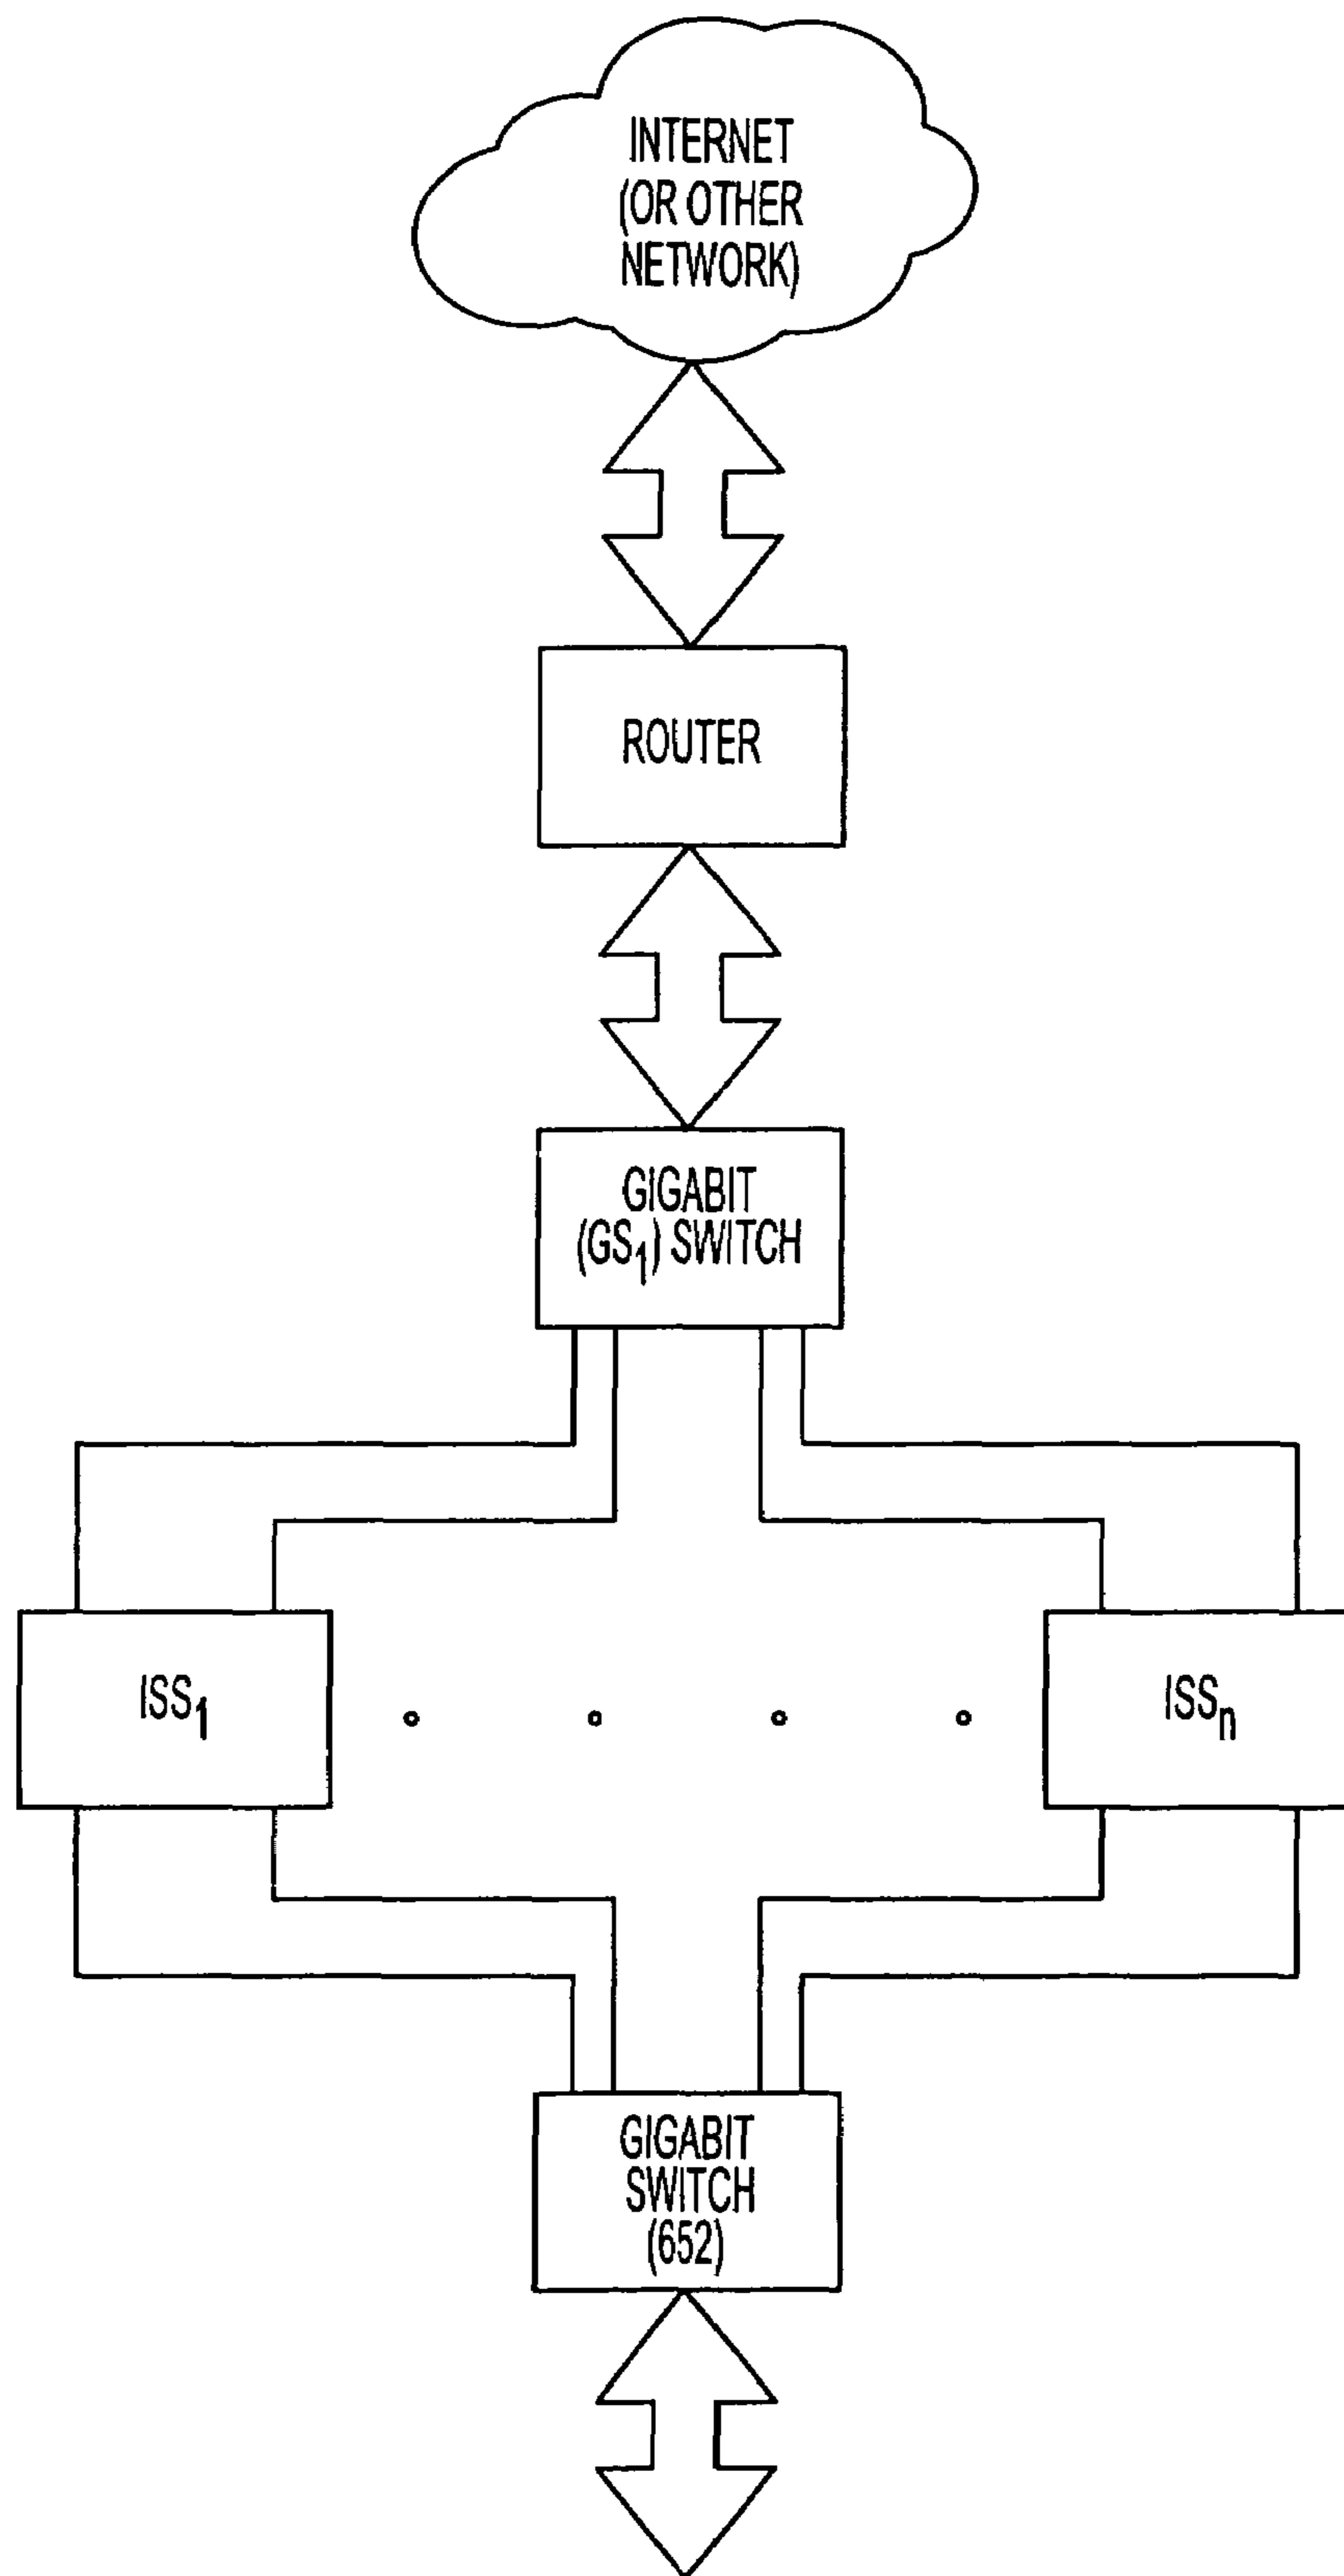 INTERNET
(OR OTHER
NETWORK)
ROUTER
GIGABIT
(GS₁) SWITCH
ISS₁
ISSₙ
GIGABIT
SWITCH
(652)